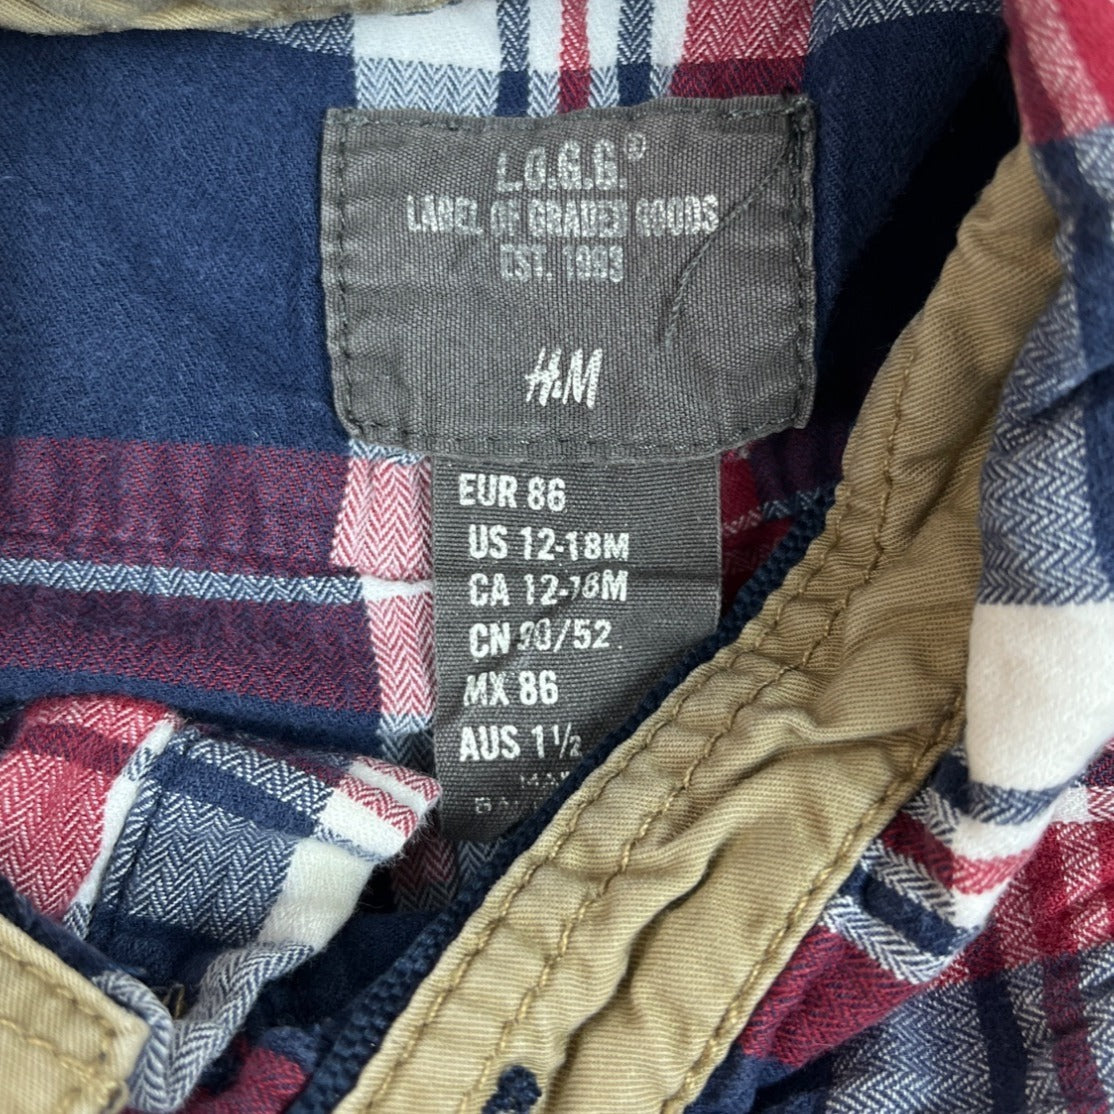 L.O.G.G.®
LABEL OF GRADED GOODS
EST. 1993
H&M
EUR 86
US 12-18M
CA 12-18M
CN 90/52
MX 86
AUS 1½